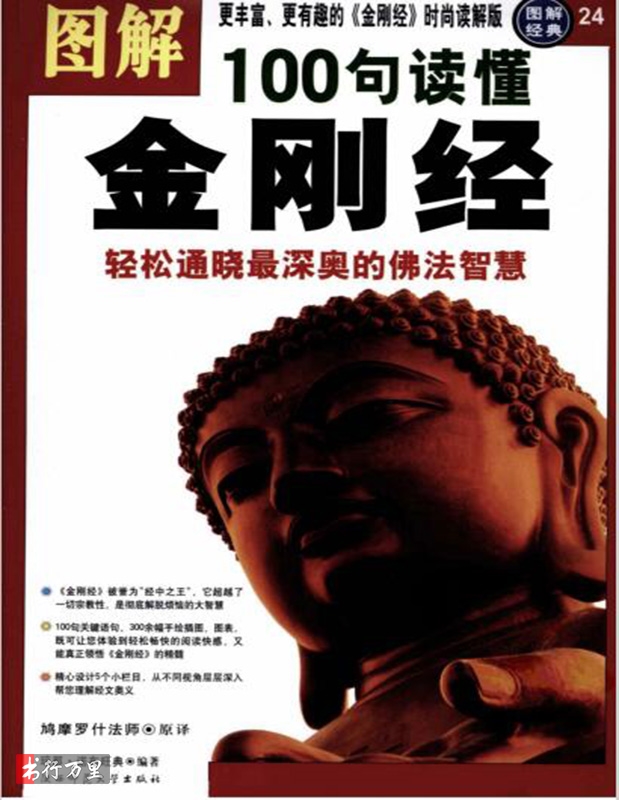 图解
更丰富、更有趣的《金刚经》时尚读解版
图解
经典
24
100句读懂
金刚经
轻松通晓最深奥的佛法智慧
《金刚经》被誉为“经中之王”，它超越了
一切宗教性，是彻底解脱烦恼的大智慧
100句关键语句，300余幅手绘插图，图表，
既可让您体验到轻松畅快的阅读快感，又
能真正领悟《金刚经》的精髓
精心设计5个小栏目，从不同视角层层深入
帮您理解经文奥义
鸠摩罗什法师 原译
典 编著
学出版社
书行万里